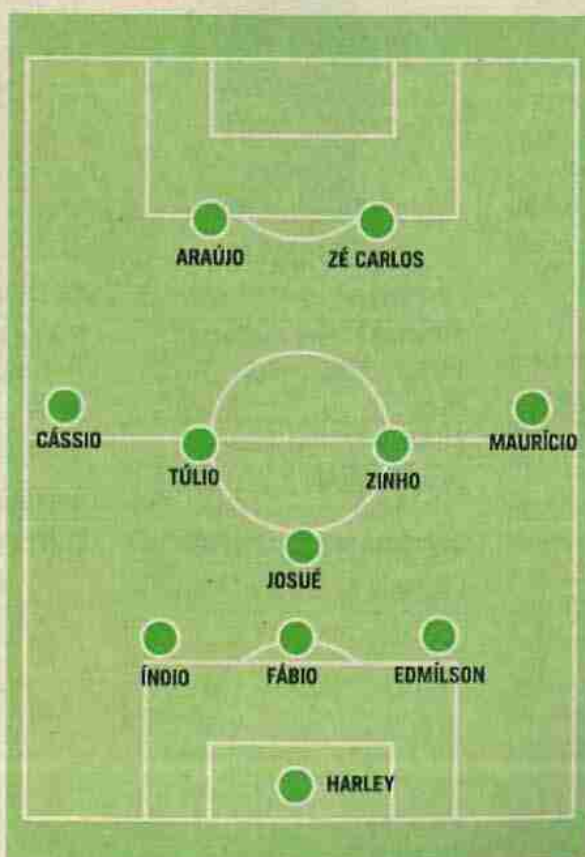 ARAÚJO
ZÉ CARLOS
CÁSSIO
MAURÍCIO
TÚLIO
ZINHO
JOSUÉ
ÍNDIO
FÁBIO
EDMÍLSON
HARLEY